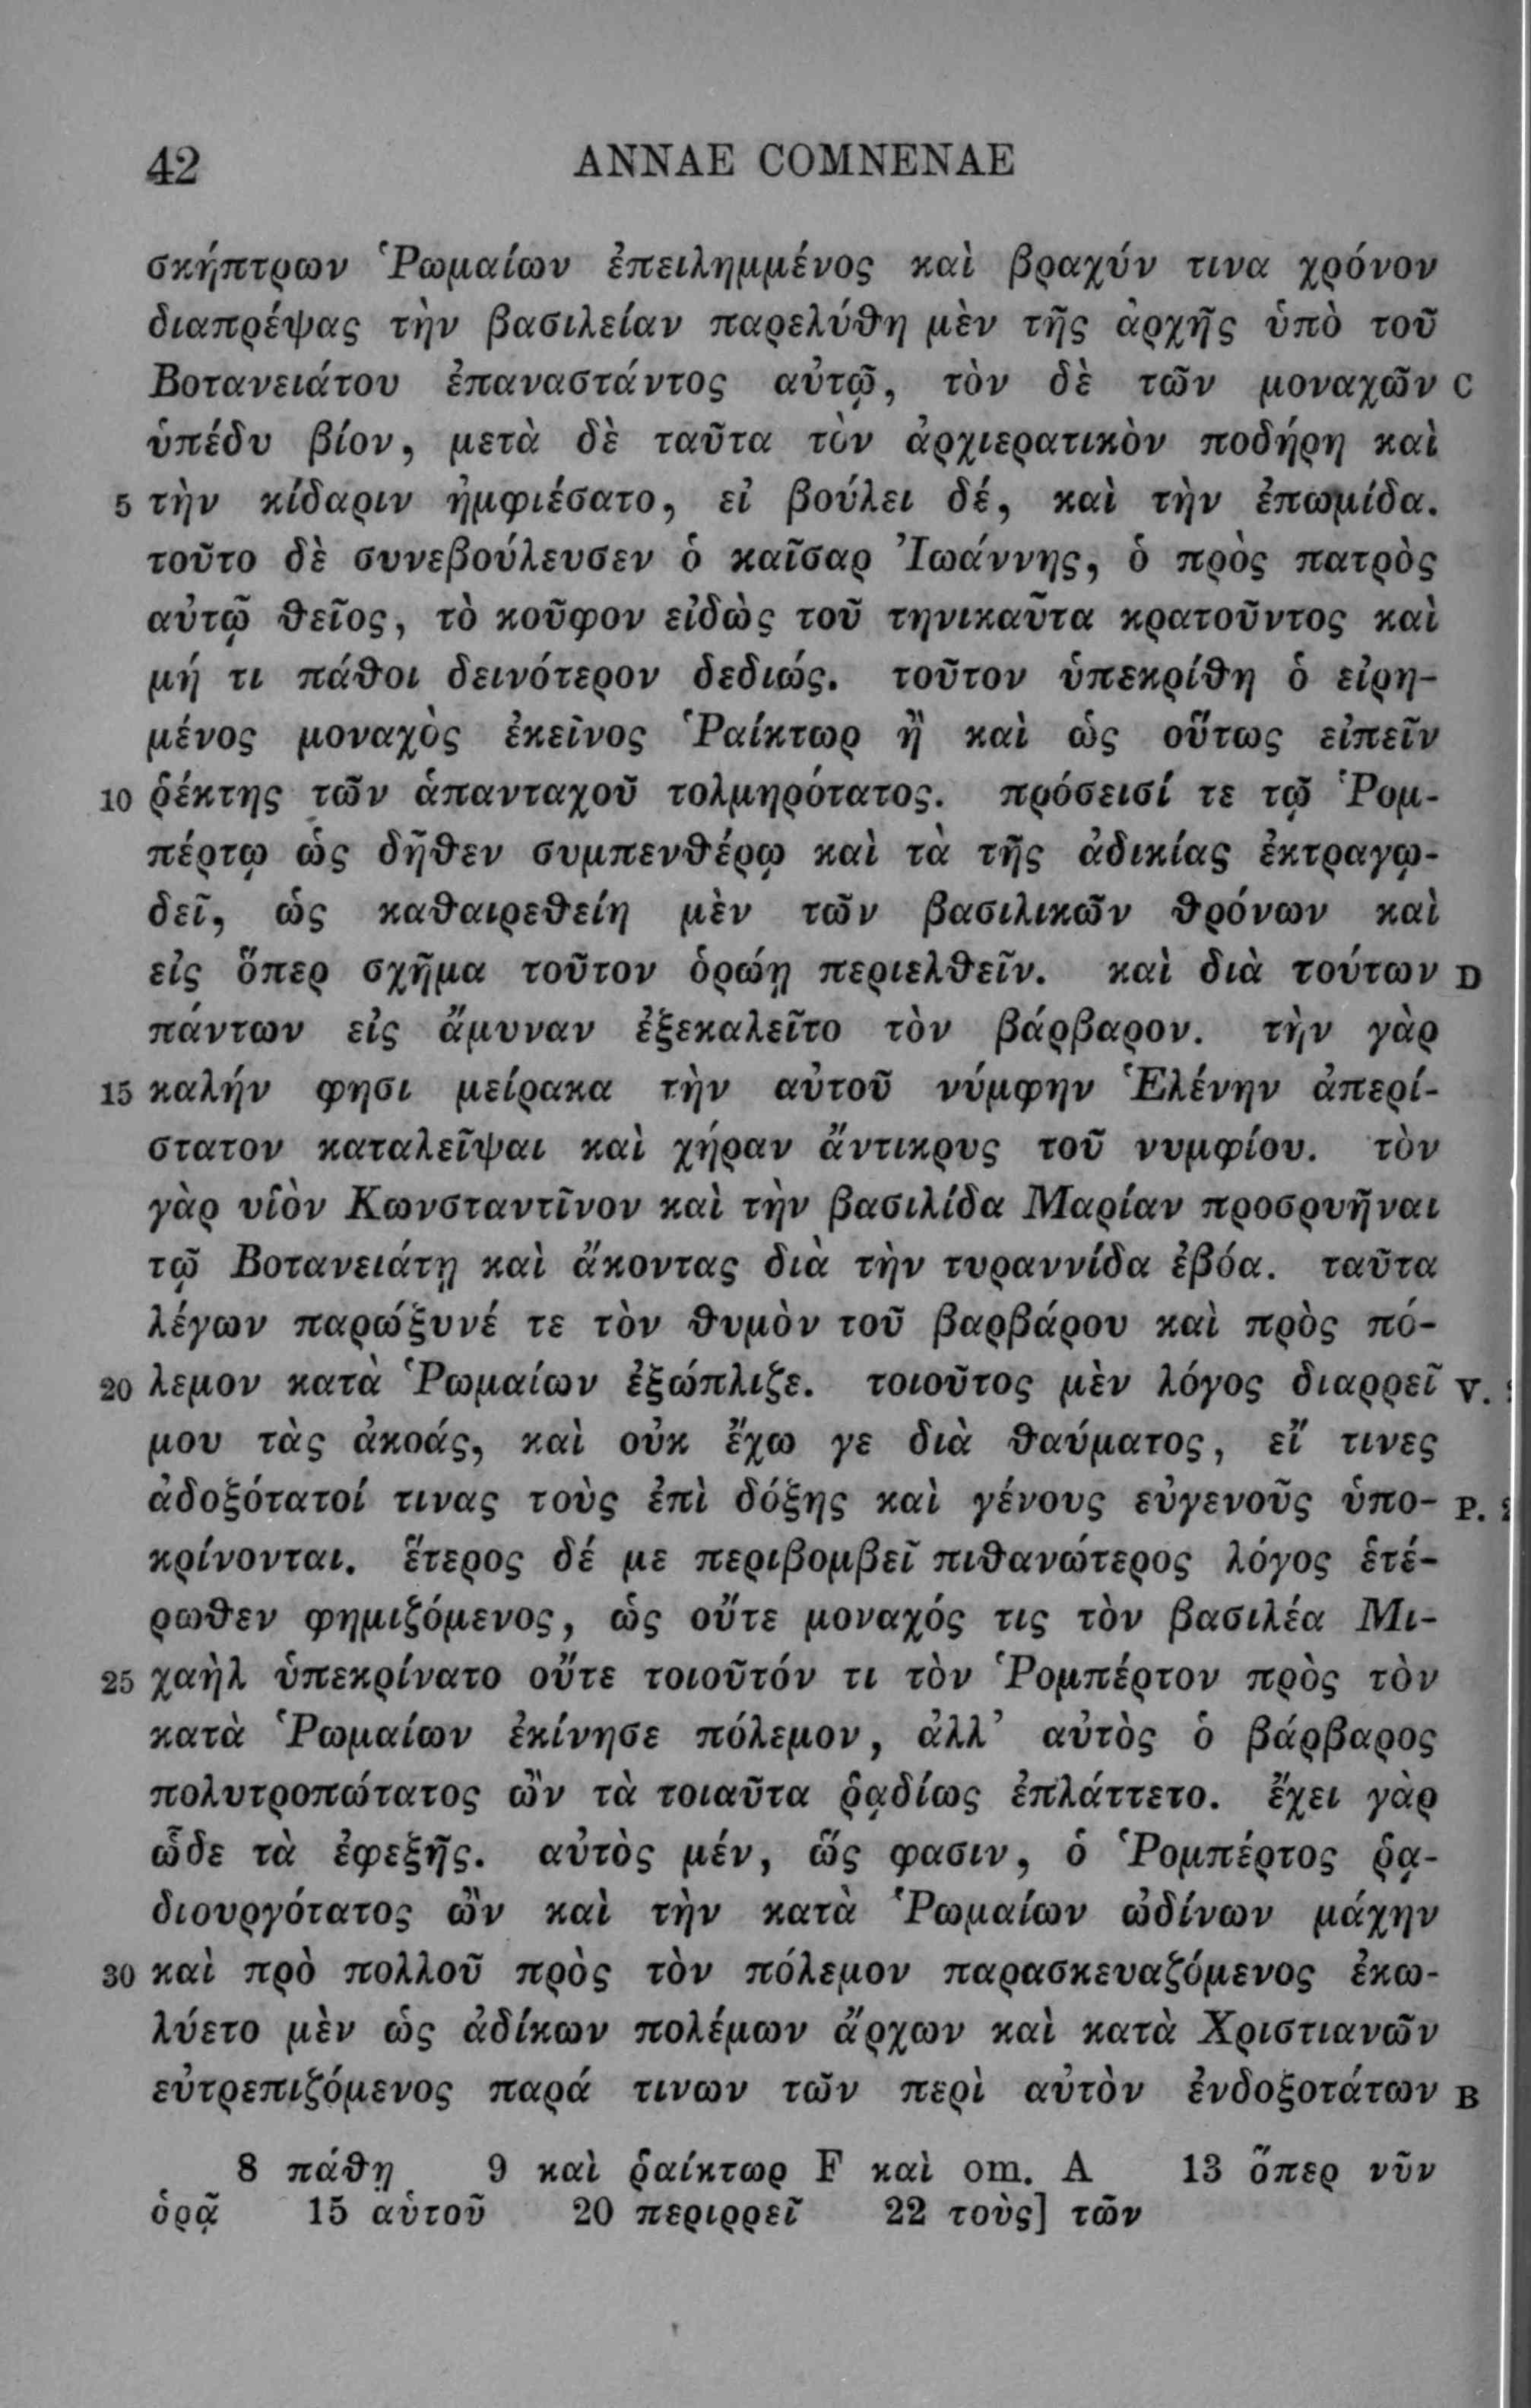 42 ANNAE COMNENAE
σκήπτρων Ῥωμαίων ἐπειλημμένος καὶ βραχύν τινα χρόνον
διαπρέψας τὴν βασιλείαν παρελύθη μὲν τῆς ἀρχῆς ὑπὸ τοῦ
Βοτανειάτου ἐπαναστάντος αὐτῷ, τὸν δὲ τῶν μοναχῶν C
ὑπέδυ βίον, μετὰ δὲ ταῦτα τὸν ἀρχιερατικὸν ποδήρη καὶ
5 τὴν κίδαριν ἠμφιέσατο, εἰ βούλει δέ, καὶ τὴν ἐπωμίδα.
τοῦτο δὲ συνεβούλευσεν ὁ καῖσαρ Ἰωάννης, ὁ πρὸς πατρὸς
αὐτῷ θεῖος, τὸ κοῦφον εἰδὼς τοῦ τηνικαῦτα κρατοῦντος καὶ
μή τι πάθοι δεινότερον δεδιώς. τοῦτον ὑπεκρίθη ὁ εἰρη-
μένος μοναχὸς ἐκεῖνος Ῥαίκτωρ ἢ καὶ ὡς οὕτως εἰπεῖν
10 ῥέκτης τῶν ἁπανταχοῦ τολμηρότατος. πρόσεισί τε τῷ Ῥομ-
πέρτῳ ὡς δῆθεν συμπενθέρῳ καὶ τὰ τῆς ἀδικίας ἐκτραγῳ-
δεῖ, ὡς καθαιρεθείη μὲν τῶν βασιλικῶν θρόνων καὶ
εἰς ὅπερ σχῆμα τοῦτον ὁρῴη περιελθεῖν. καὶ διὰ τούτων D
πάντων εἰς ἄμυναν ἐξεκαλεῖτο τὸν βάρβαρον. τὴν γὰρ
15 καλήν φησι μείρακα τὴν αὐτοῦ νύμφην Ἑλένην ἀπερί-
στατον καταλεῖψαι καὶ χήραν ἄντικρυς τοῦ νυμφίου. τὸν
γὰρ υἱὸν Κωνσταντῖνον καὶ τὴν βασιλίδα Μαρίαν προσρυῆναι
τῷ Βοτανειάτῃ καὶ ἄκοντας διὰ τὴν τυραννίδα ἐβόα. ταῦτα
λέγων παρώξυνέ τε τὸν θυμὸν τοῦ βαρβάρου καὶ πρὸς πό-
20 λεμον κατὰ Ῥωμαίων ἐξώπλιζε. τοιοῦτος μὲν λόγος διαρρεῖ V.
μου τὰς ἀκοάς, καὶ οὐκ ἔχω γε διὰ θαύματος, εἴ τινες
ἀδοξότατοί τινας τοὺς ἐπὶ δόξης καὶ γένους εὐγενοῦς ὑπο- P.
κρίνονται. ἕτερος δέ με περιβομβεῖ πιθανώτερος λόγος ἑτέ-
ρωθεν φημιζόμενος, ὡς οὔτε μοναχός τις τὸν βασιλέα Μι-
25 χαὴλ ὑπεκρίνατο οὔτε τοιοῦτόν τι τὸν Ῥομπέρτον πρὸς τὸν
κατὰ Ῥωμαίων ἐκίνησε πόλεμον, ἀλλ’ αὐτὸς ὁ βάρβαρος
πολυτροπώτατος ὢν τὰ τοιαῦτα ῥᾳδίως ἐπλάττετο. ἔχει γὰρ
ὧδε τὰ ἐφεξῆς. αὐτὸς μέν, ὥς φασιν, ὁ Ῥομπέρτος ῥᾳ-
διουργότατος ὢν καὶ τὴν κατὰ Ῥωμαίων ὠδίνων μάχην
30 καὶ πρὸ πολλοῦ πρὸς τὸν πόλεμον παρασκευαζόμενος ἐκω-
λύετο μὲν ὡς ἀδίκων πολέμων ἄρχων καὶ κατὰ Χριστιανῶν
εὐτρεπιζόμενος παρά τινων τῶν περὶ αὐτὸν ἐνδοξοτάτων B
8 πάθῃ 9 καὶ ῥαίκτωρ F καὶ om. A 13 ὅπερ νῦν
ὁρᾷ 15 αὑτοῦ 20 περιρρεῖ 22 τοὺς] τῶν